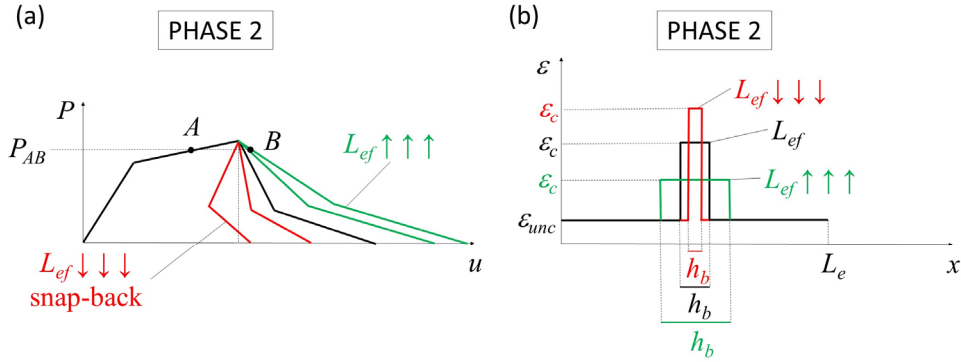 (a)
PHASE 2
P
A
B
P_AB
L_ef ↑↑↑
L_ef ↓↓↓
snap-back
u
(b)
PHASE 2
ε
L_ef ↓↓↓
ε_c
L_ef
ε_c
ε_c
L_ef ↑↑↑
ε_unc
L_e
x
h_b
h_b
h_b